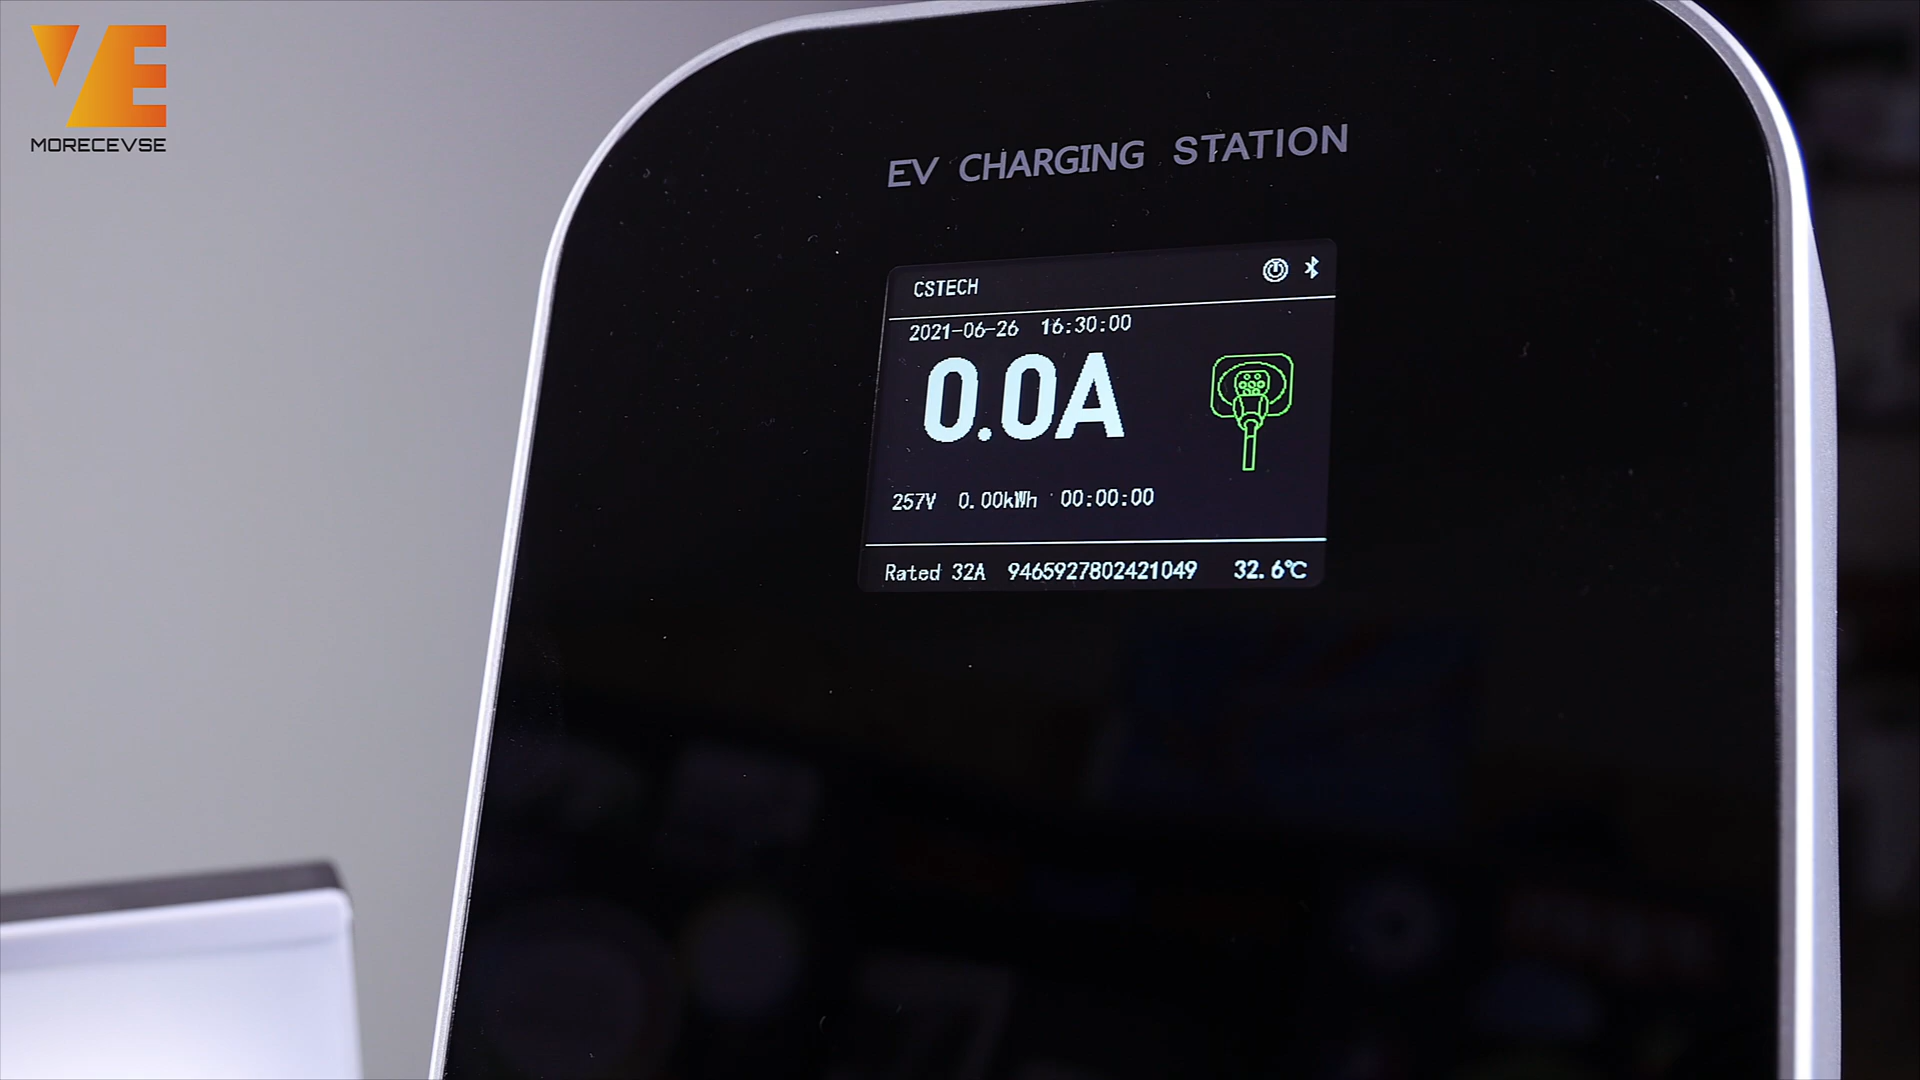 MORECEVSE
EV CHARGING STATION
CSTECH
2021-06-26 16:30:00
0.0A
257V 0.00kWh 00:00:00
Rated 32A 9465927802421049 32.6℃